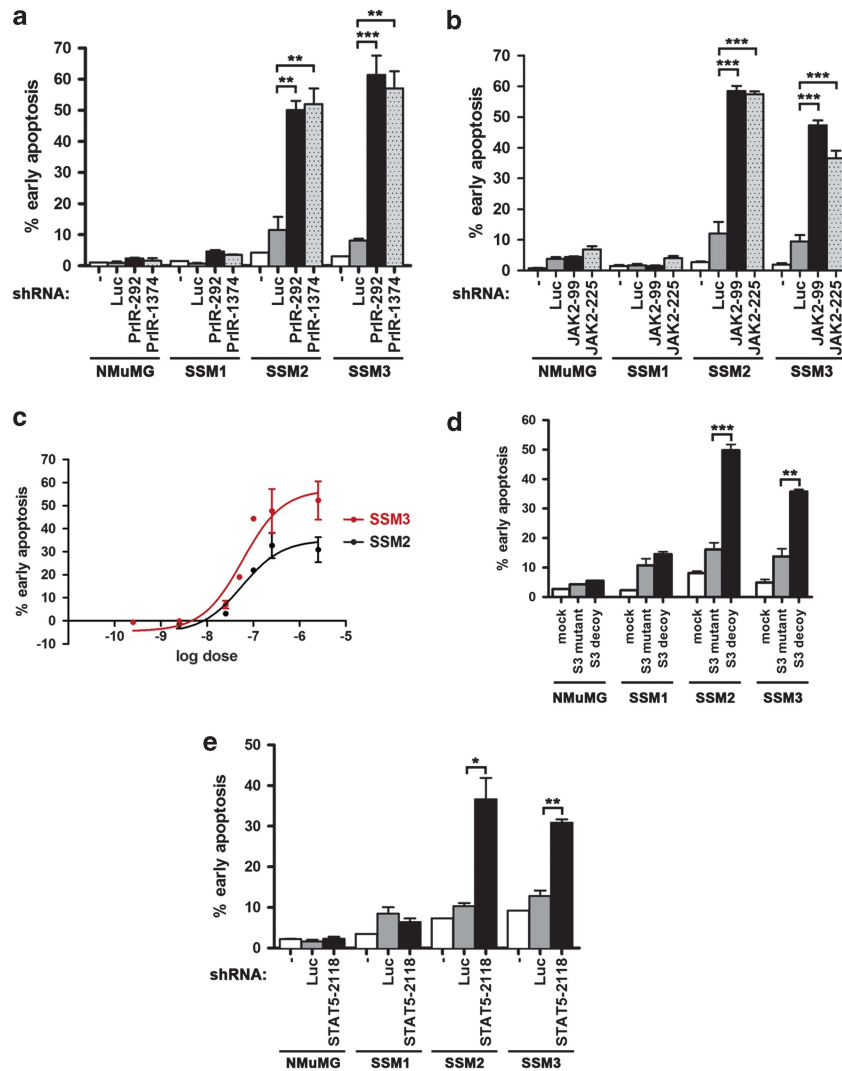 a
% early apoptosis
70
60
50
40
30
20
10
0
**
**
***
**
shRNA:
-
Luc
PrlR-292
PrlR-1374
-
Luc
PrlR-292
PrlR-1374
-
Luc
PrlR-292
PrlR-1374
-
Luc
PrlR-292
PrlR-1374
NMuMG
SSM1
SSM2
SSM3
b
% early apoptosis
70
60
50
40
30
20
10
0
***
***
***
***
shRNA:
-
Luc
JAK2-99
JAK2-225
-
Luc
JAK2-99
JAK2-225
-
Luc
JAK2-99
JAK2-225
-
Luc
JAK2-99
JAK2-225
NMuMG
SSM1
SSM2
SSM3
c
% early apoptosis
70
60
50
40
30
20
10
0
-10
-10
-9
-8
-7
-6
-5
log dose
SSM3
SSM2
d
% early apoptosis
60
50
40
30
20
10
0
***
**
mock
S3 mutant
S3 decoy
mock
S3 mutant
S3 decoy
mock
S3 mutant
S3 decoy
mock
S3 mutant
S3 decoy
NMuMG
SSM1
SSM2
SSM3
e
% early apoptosis
50
40
30
20
10
0
*
**
shRNA:
-
Luc
STAT5-2118
-
Luc
STAT5-2118
-
Luc
STAT5-2118
-
Luc
STAT5-2118
NMuMG
SSM1
SSM2
SSM3